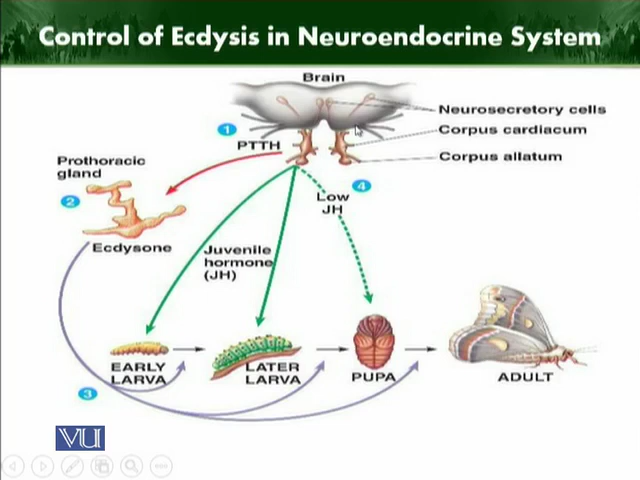 Control of Ecdysis in Neuroendocrine System
Brain
Neurosecretory cells
1
Corpus cardiacum
PTTH
Corpus allatum
Prothoracic
gland
2
4
Low
JH
Ecdysone
Juvenile
hormone
(JH)
EARLY
LARVA
LATER
LARVA
PUPA
ADULT
3
VU